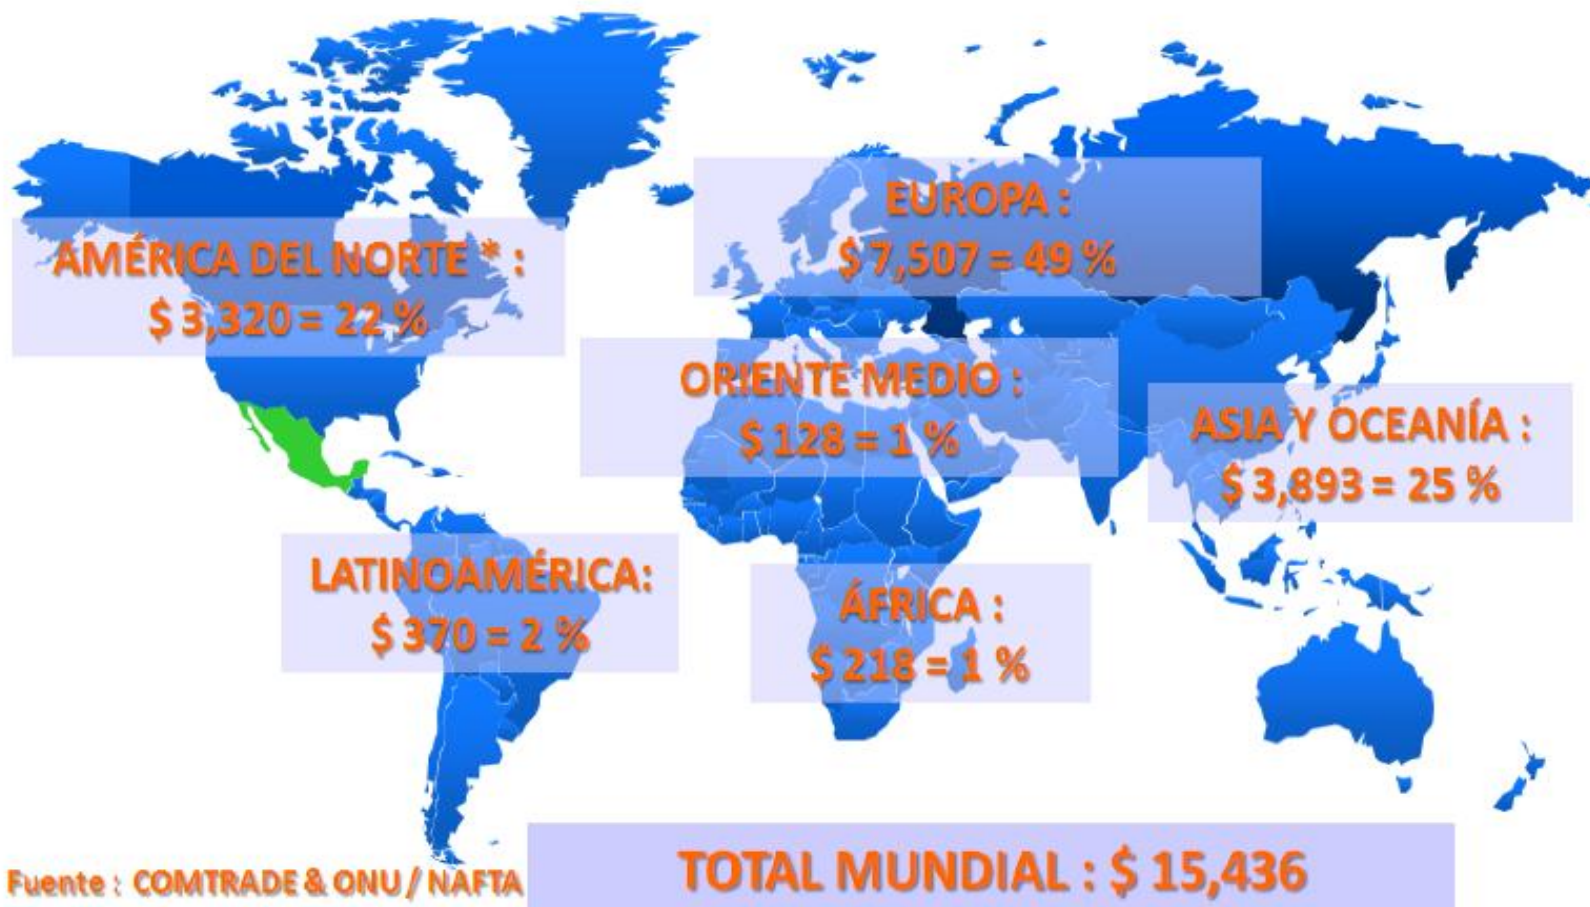 EUROPA :
$ 7,507 = 49 %
AMÉRICA DEL NORTE * :
$ 3,320 = 22 %
ORIENTE MEDIO :
$ 128 = 1 %
ASIA Y OCEANÍA :
$ 3,893 = 25 %
LATINOAMÉRICA:
$ 370 = 2 %
ÁFRICA :
$ 218 = 1 %
TOTAL MUNDIAL : $ 15,436
Fuente : COMTRADE & ONU / NAFTA